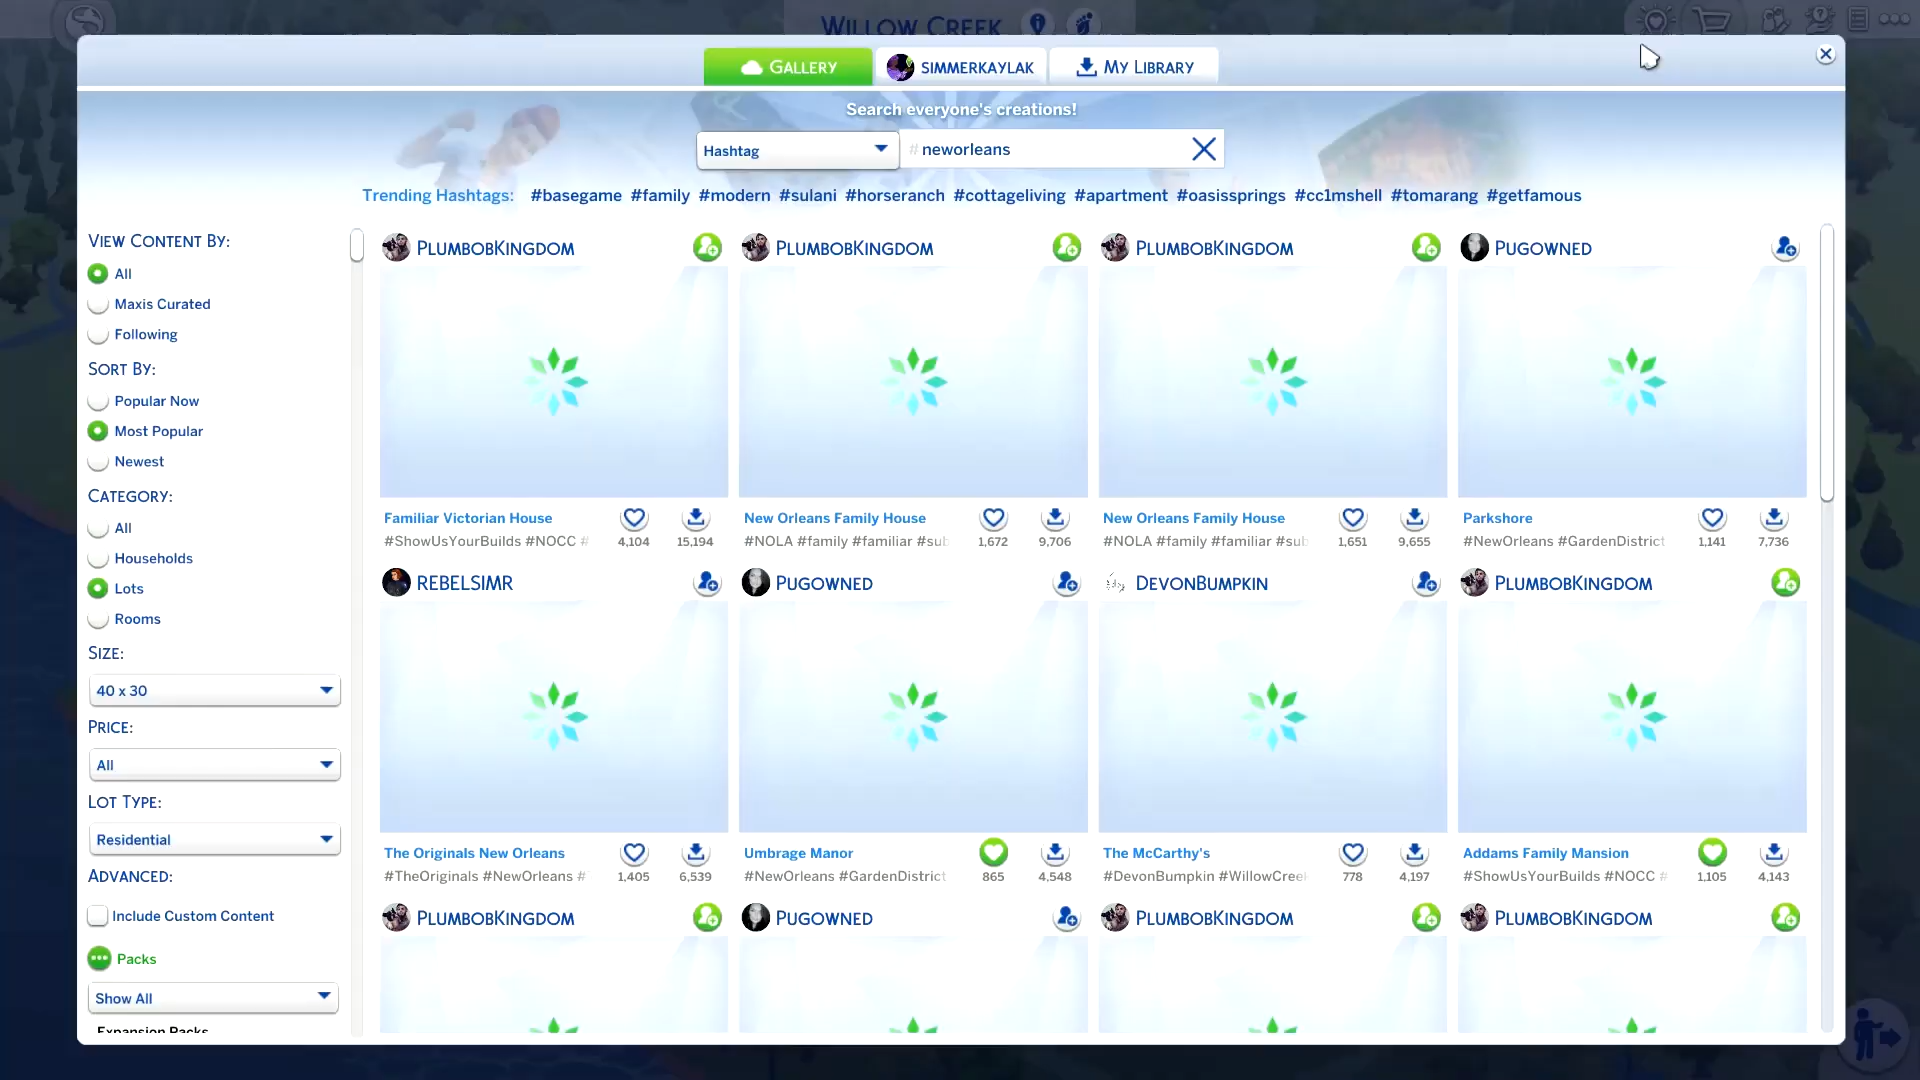 WILLOW CREEK
GALLERY
SIMMERKAYLAK
MY LIBRARY
Search everyone's creations!
Hashtag
# neworleans
Trending Hashtags: #basegame #family #modern #sulani #horseranch #cottageliving #apartment #oasissprings #cc1mshell #tomarang #getfamous
VIEW CONTENT BY:
All
Maxis Curated
Following
SORT BY:
Popular Now
Most Popular
Newest
CATEGORY:
All
Households
Lots
Rooms
SIZE:
40 x 30
PRICE:
All
LOT TYPE:
Residential
ADVANCED:
Include Custom Content
Packs
Show All
Expansion Packs
PLUMBOBKINGDOM
PLUMBOBKINGDOM
PLUMBOBKINGDOM
PUGOWNED
Familiar Victorian House
#ShowUsYourBuilds #NOCC #
4,104
15,194
New Orleans Family House
#NOLA #family #familiar #sub
1,672
9,706
New Orleans Family House
#NOLA #family #familiar #sub
1,651
9,655
Parkshore
#NewOrleans #GardenDistrict
1,141
7,736
REBELSIMR
PUGOWNED
DEVONBUMPKIN
PLUMBOBKINGDOM
The Originals New Orleans
#TheOriginals #NewOrleans #
1,405
6,539
Umbrage Manor
#NewOrleans #GardenDistrict
865
4,548
The McCarthy's
#DevonBumpkin #WillowCreek
778
4,197
Addams Family Mansion
#ShowUsYourBuilds #NOCC #
1,105
4,143
PLUMBOBKINGDOM
PUGOWNED
PLUMBOBKINGDOM
PLUMBOBKINGDOM